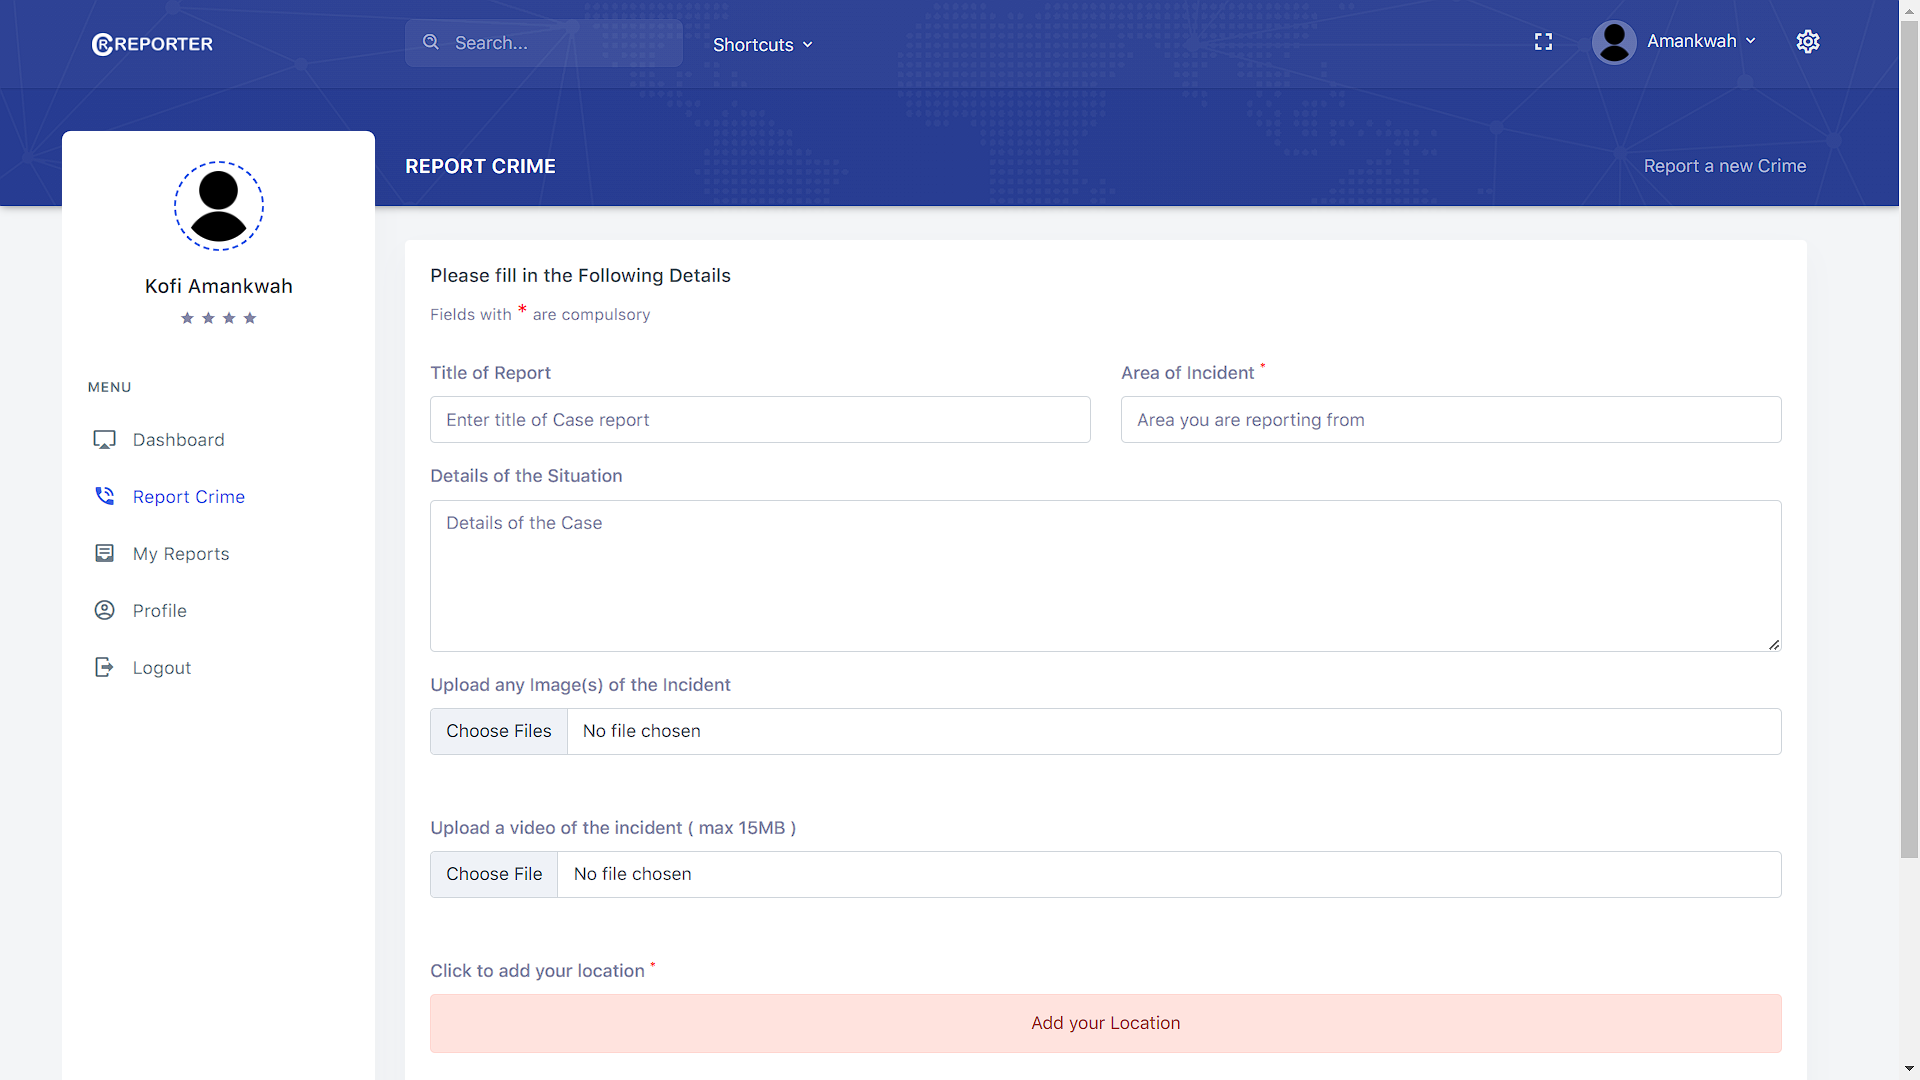 CREPORTER
Search...
Shortcuts
Amankwah
REPORT CRIME
Report a new Crime
Kofi Amankwah
MENU
Dashboard
Report Crime
My Reports
Profile
Logout
Please fill in the Following Details
Fields with * are compulsory
Title of Report
Enter title of Case report
Area of Incident *
Area you are reporting from
Details of the Situation
Details of the Case
Upload any Image(s) of the Incident
Choose Files No file chosen
Upload a video of the incident ( max 15MB )
Choose File No file chosen
Click to add your location *
Add your Location